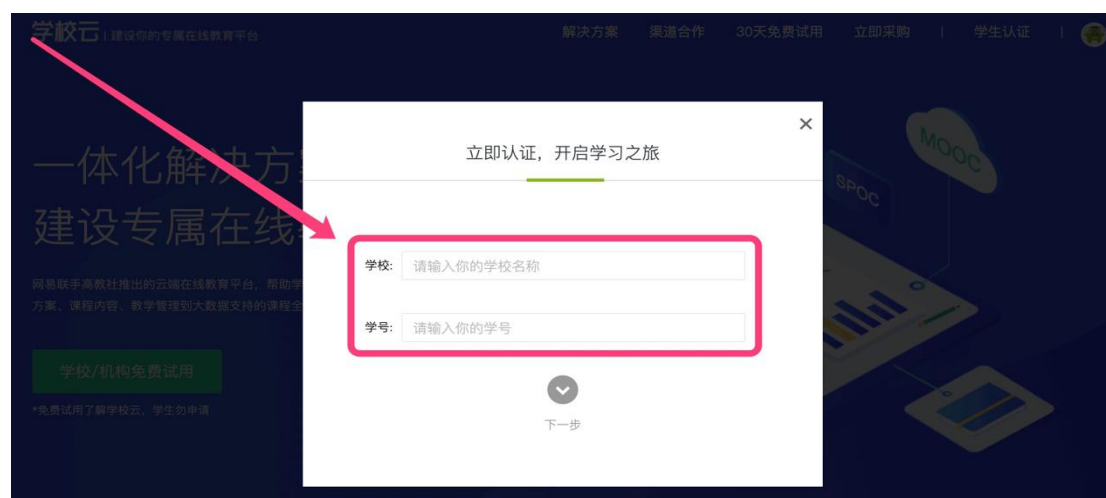 学校云 | 建设你的专属在线教育平台
解决方案 渠道合作 30天免费试用 立即采购 | 学生认证 |
立即认证，开启学习之旅
一体化解决方
建设专属在线
网易联手高教社推出的云端在线教育平台，帮助学
方案、课程内容、教学管理到大数据支持的课程全
学校/机构免费试用
*免费试用了解学校云，学生勿申请
学校: 请输入你的学校名称
学号: 请输入你的学号
下一步
MOOC
SPOC